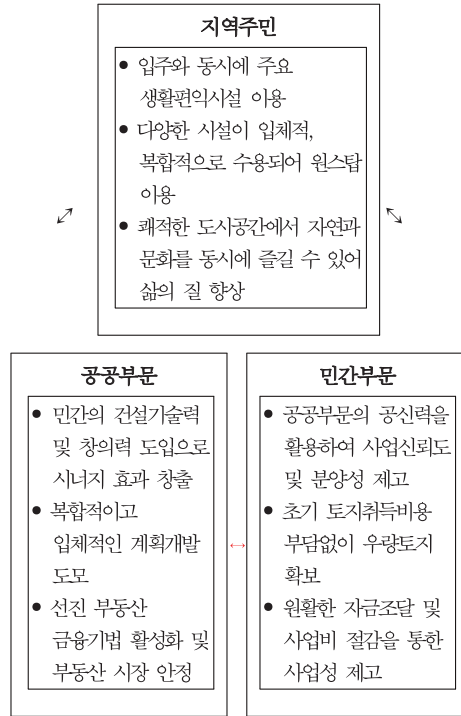 지역주민
• 입주와 동시에 주요
생활편익시설 이용
• 다양한 시설이 입체적,
복합적으로 수용되어 원스탑
이용
• 쾌적한 도시공간에서 자연과
문화를 동시에 즐길 수 있어
삶의 질 향상
공공부문
• 민간의 건설기술력
및 창의력 도입으로
시너지 효과 창출
• 복합적이고
입체적인 계획개발
도모
• 선진 부동산
금융기법 활성화 및
부동산 시장 안정
민간부문
• 공공부문의 공신력을
활용하여 사업신뢰도
및 분양성 제고
• 초기 토지취득비용
부담없이 우량토지
확보
• 원활한 자금조달 및
사업비 절감을 통한
사업성 제고